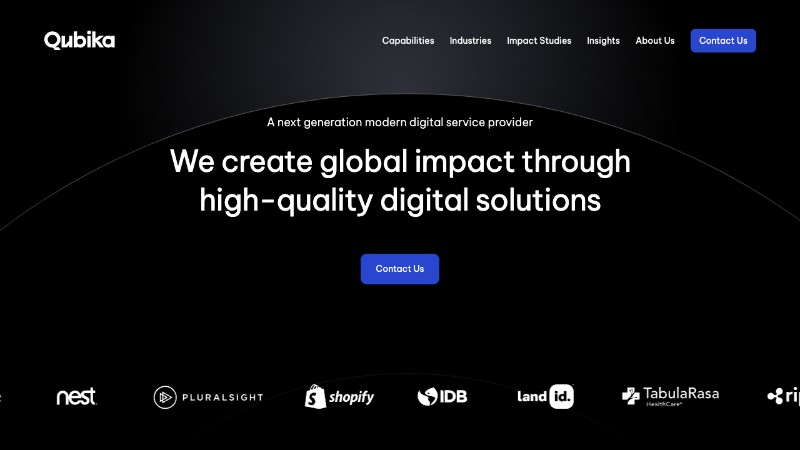 Qubika
Capabilities Industries Impact Studies Insights About Us Contact Us
A next generation modern digital service provider
We create global impact through
high-quality digital solutions
Contact Us
nest PLURALSIGHT shopify IDB land id. TabulaRasa
HealthCare